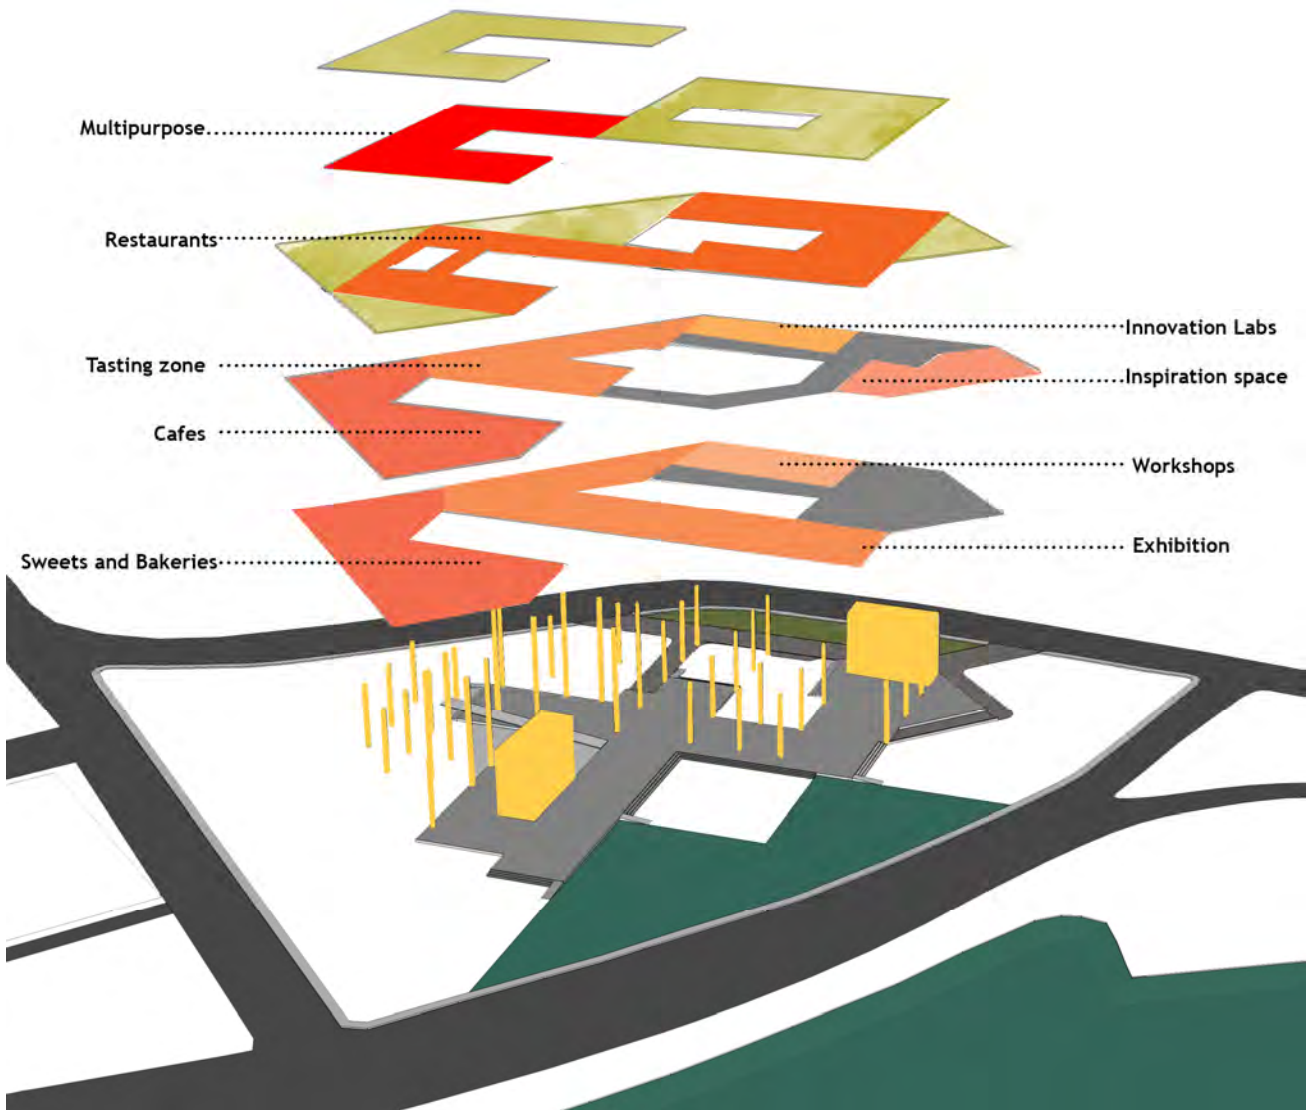 Multipurpose
Restaurants
Innovation Labs
Tasting zone
Inspiration space
Cafes
Workshops
Exhibition
Sweets and Bakeries